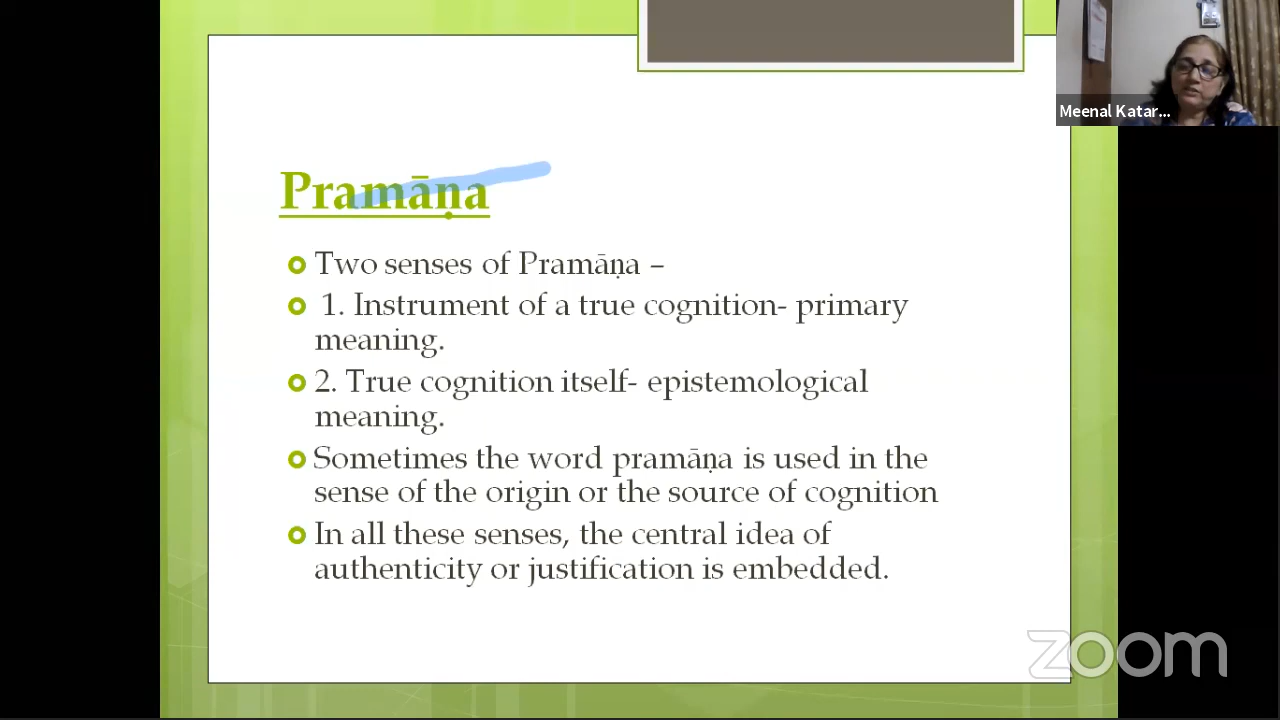 Meenal Katar...
Pramāṇa
Two senses of Pramāṇa –
1. Instrument of a true cognition- primary
meaning.
2. True cognition itself- epistemological
meaning.
Sometimes the word pramāṇa is used in the
sense of the origin or the source of cognition
In all these senses, the central idea of
authenticity or justification is embedded.
zoom